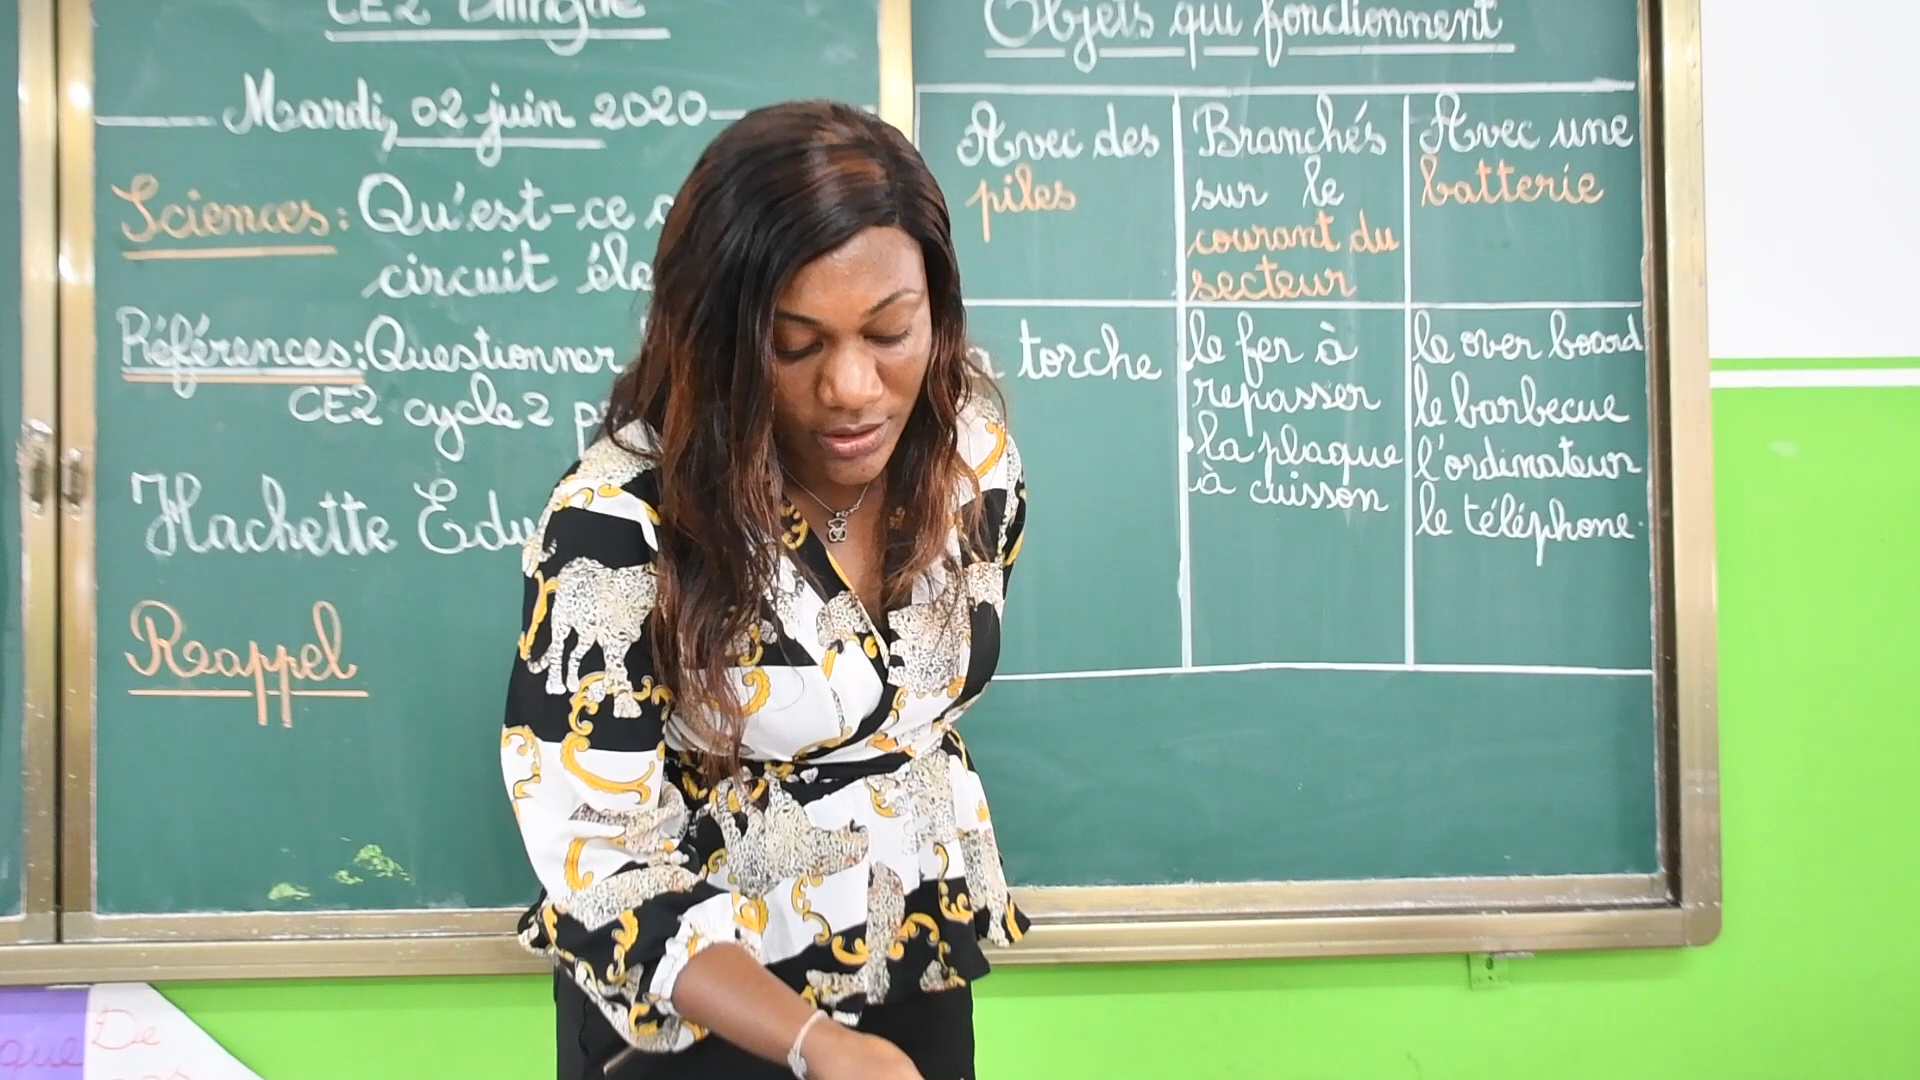 CE2 Bilingue
Mardi, 02 juin 2020
Sciences: Qu'est-ce
circuit éle
Références: Questionner
CE2 cycle 2 p
Hachette Edu
Rappel
Objets qui fonctionnent
Avec des
piles
Branchés
sur le
courant du
secteur
Avec une
batterie
torche
le fer à
repasser
la plaque
à cuisson
le over board
le barbecue
l'ordinateur
le téléphone
que
De